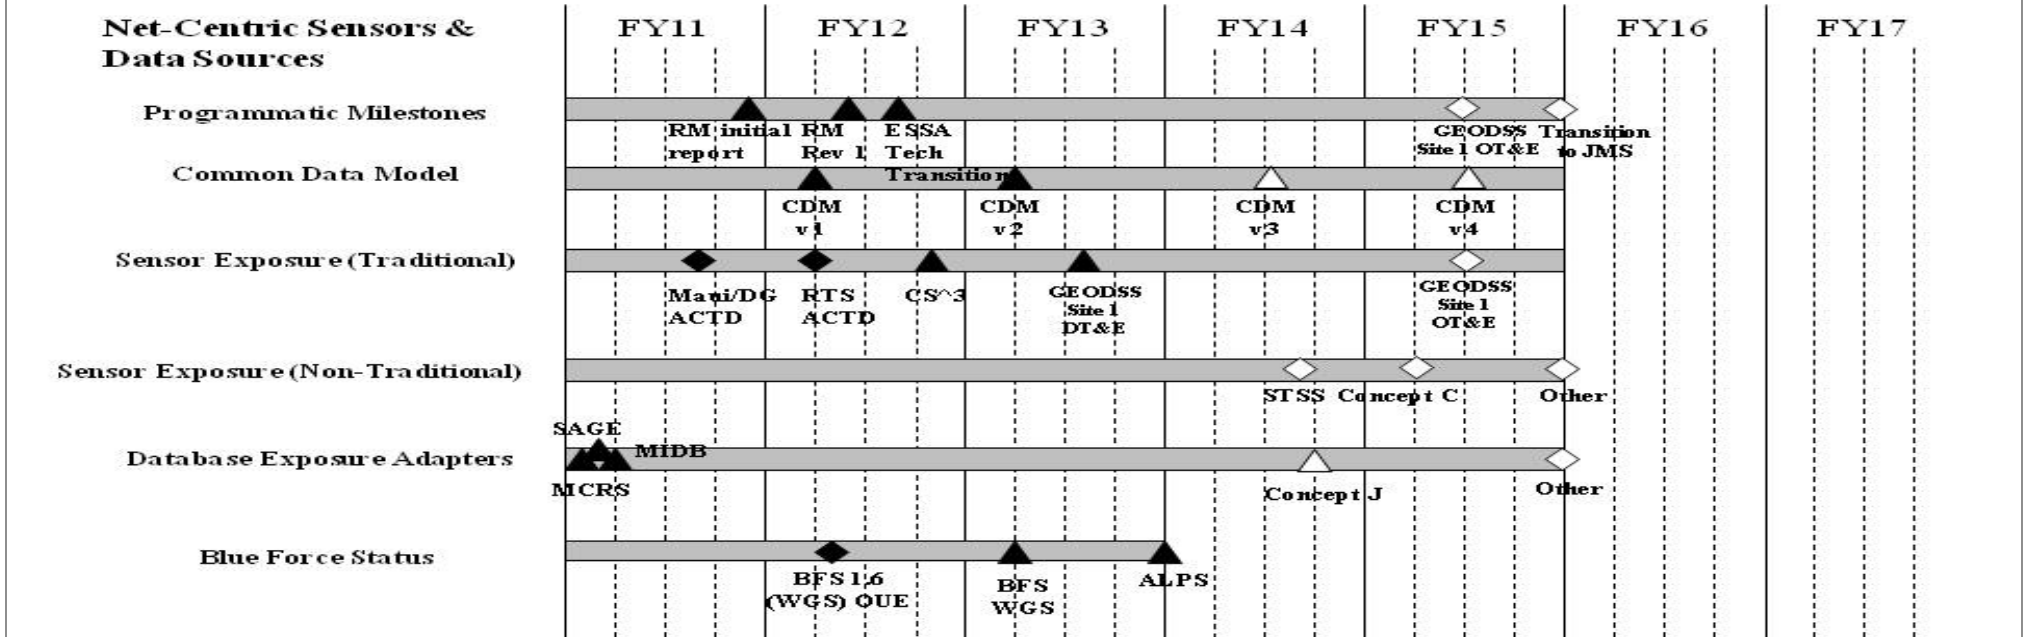 Net-Centric Sensors & FY11 FY12 FY13 FY14 FY15 FY16 FY17
Data Sources
Programmatic Milestones
RM initial RM ESSA GEODSS Transition
report Rev 1 Tech Site 1 OT&E to JMS
Common Data Model Transition
CDM CDM CDM CDM
v1 v2 v3 v4
Sensor Exposure (Traditional)
Maui/DG RTS CS^3 GEODSS GEODSS
ACTD ACTD Site 1 Site 1
DT&E OT&E
Sensor Exposure (Non-Traditional)
STSS Concept C Other
SAGE
Database Exposure Adapters MIDB
MCRS Concept J Other
Blue Force Status
BFS 1.6 BFS ALPS
(WGS) OUE WGS